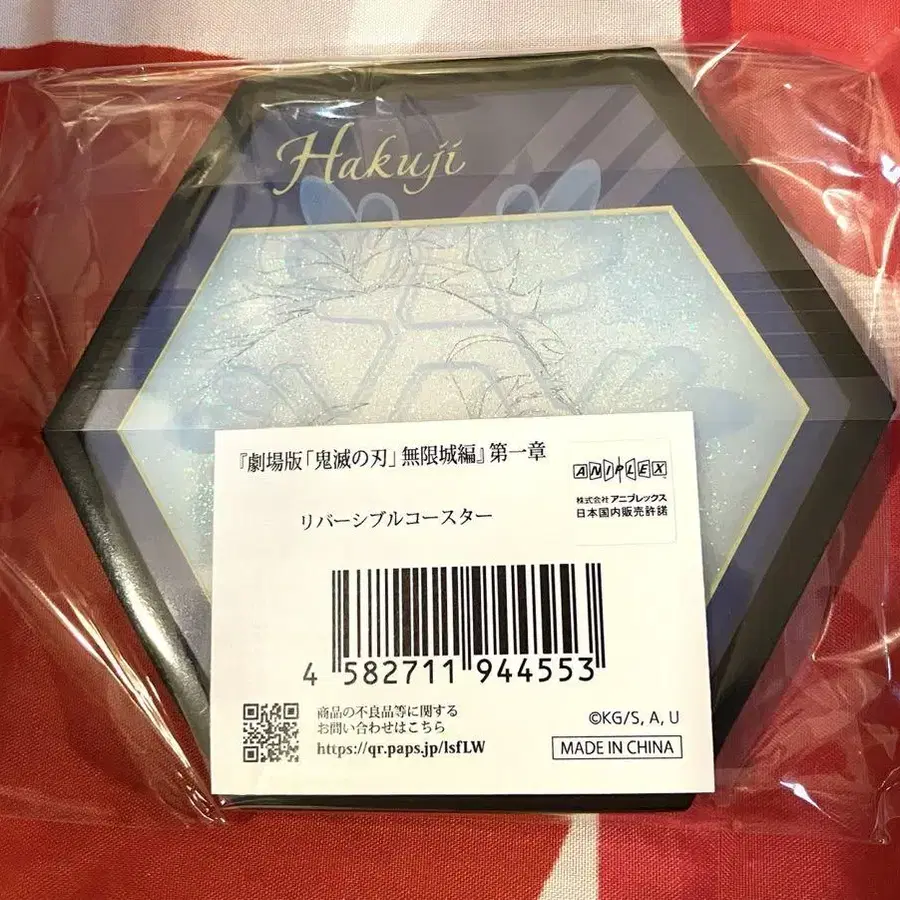 Hakuji
『劇場版「鬼滅の刃」無限城編』第一章
ANIPLEX
株式会社アニプレックス
日本国内販売許諾
リバーシブルコースター
4 582711 944553
商品の不良品等に関する
お問い合わせはこちら
https://qr.paps.jp/lsfLW
©KG/S, A, U
MADE IN CHINA